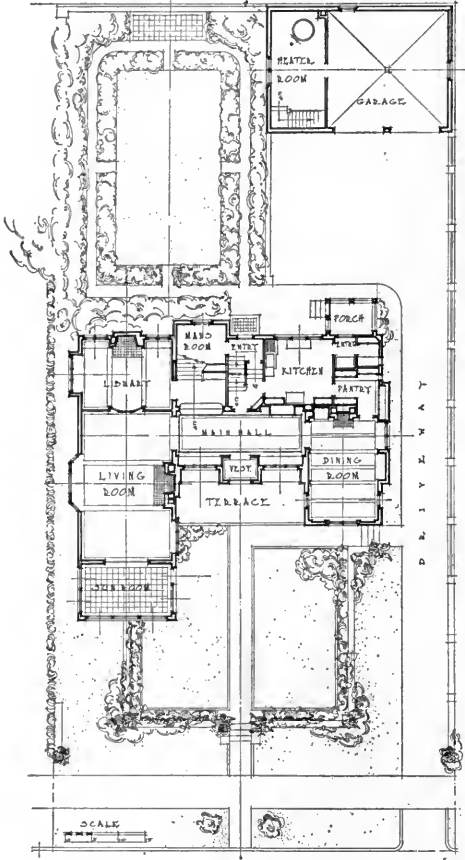 HEATER
ROOM
GARAGE
PORCH
MANS
ROOM
ENTRY
ENTRY
KITCHEN
LIBRARY
PANTRY
MAIN HALL
VEST.
DINING
ROOM
LIVING
ROOM
TERRACE
SUN ROOM
DRIVEWAY
SCALE